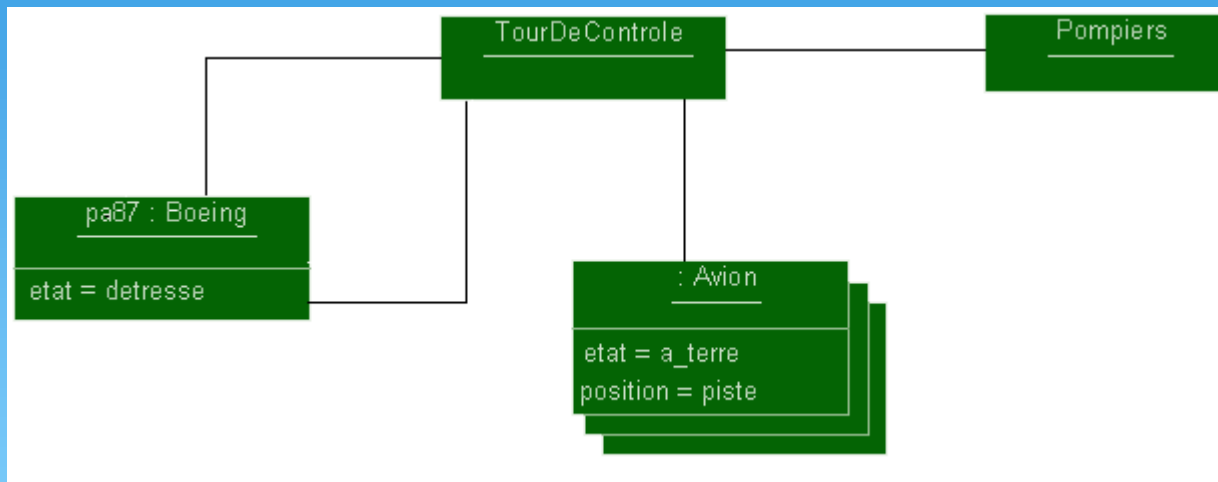 TourDeControle
Pompiers
pa87 : Boeing
etat = detresse
: Avion
etat = a_terre
position = piste